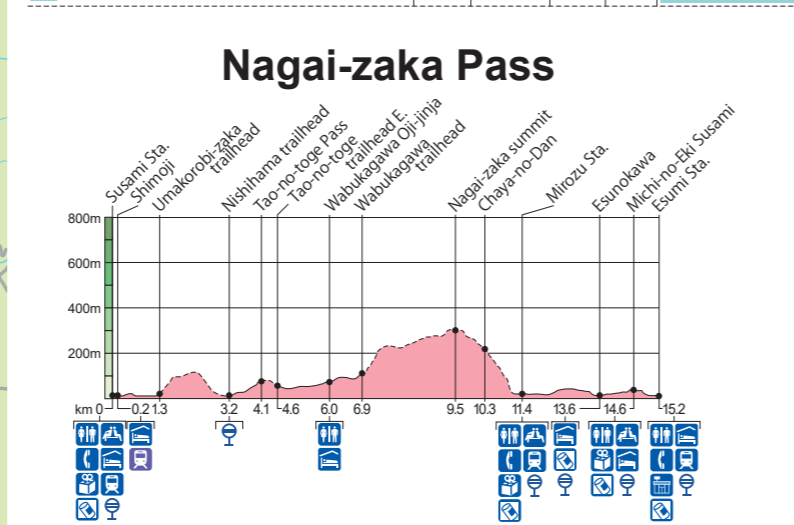 Nagai-zaka Pass
Susami Sta.
Shimoji
Umakorobi-zaka
trailhead
Nishihama trailhead
Tao-no-toge Pass
Tao-no-toge
trailhead E.
Wabukagawa Oji-jinja
Wabukagawa
trailhead
Nagai-zaka summit
Chaya-no-Dan
Mirozu Sta.
Esunokawa
Michi-no-Eki Susami
Esumi Sta.
800m
600m
400m
200m
km 0 0.2 1.3 3.2 4.1 4.6 6.0 6.9 9.5 10.3 11.4 13.6 14.6 15.2